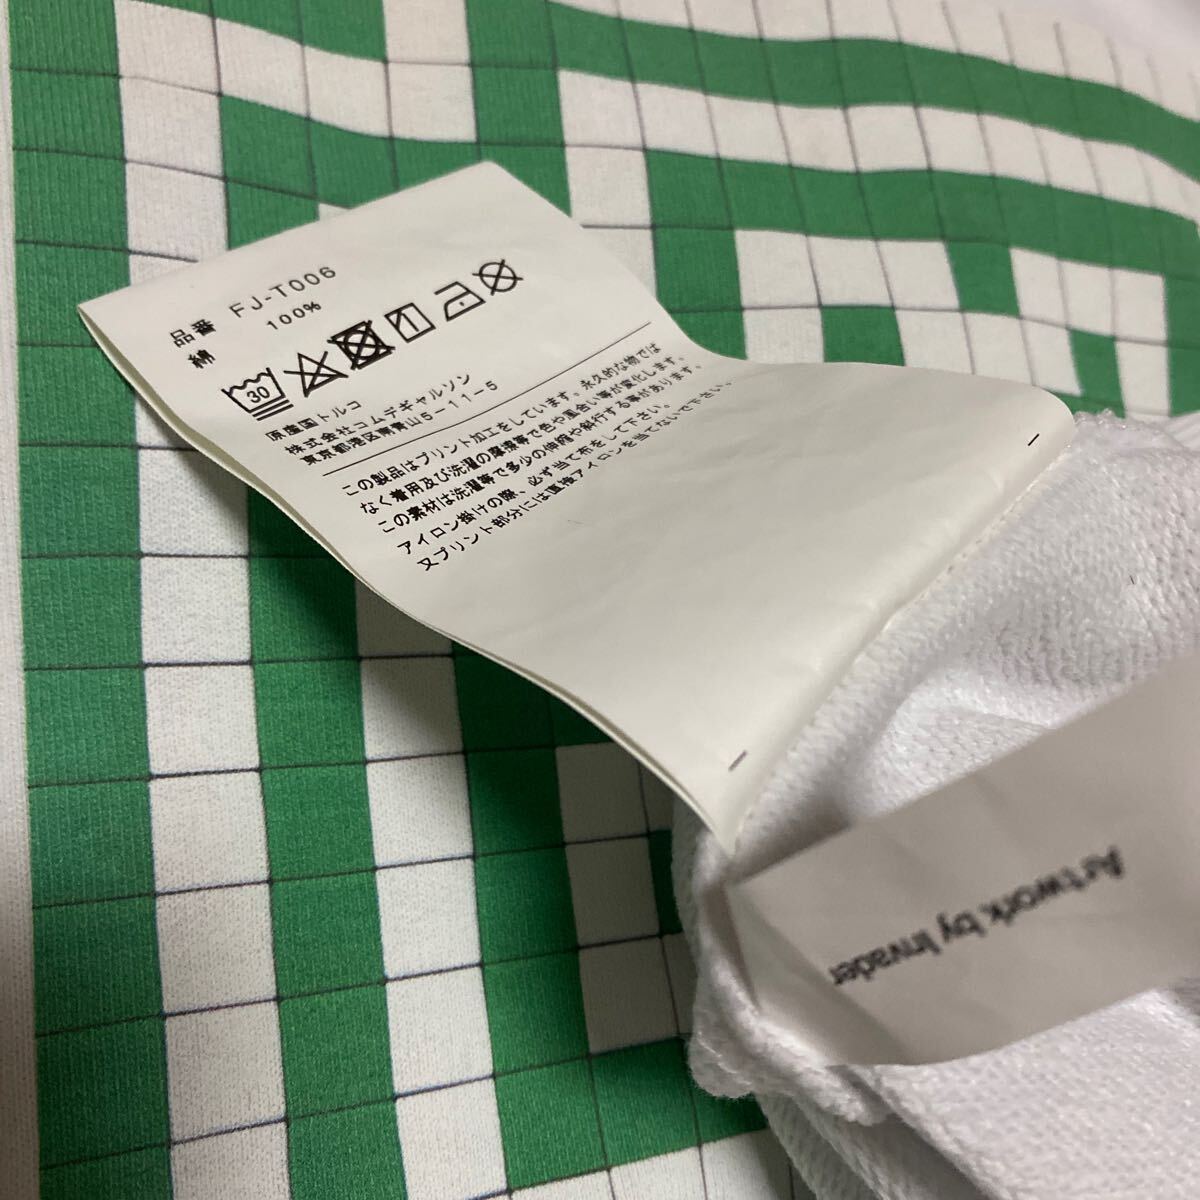 品番 FJ-T006
綿 100%
30
原産国トルコ
株式会社コムデギャルソン
東京都港区南青山5-11-5
この製品はプリント加工をしています。永久的な物では
なく着用及び洗濯の環境等で色や風合い等が変化します。
この素材は洗濯等で多少の伸縮や斜行する事があります。
アイロン掛けの際、必ず当て布をして下さい。
又プリント部分には直接アイロンを当てないで下さい。
Artwork by Invader